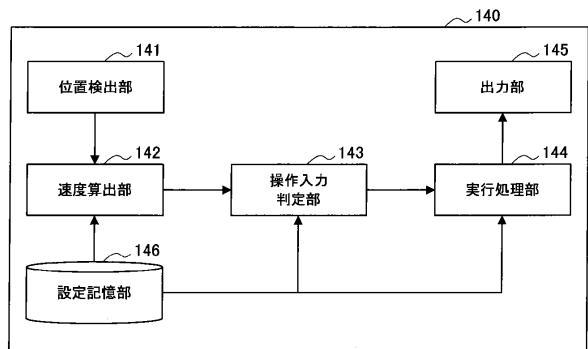 140
141
位置検出部
145
出力部
142
速度算出部
143
操作入力
判定部
144
実行処理部
146
設定記憶部